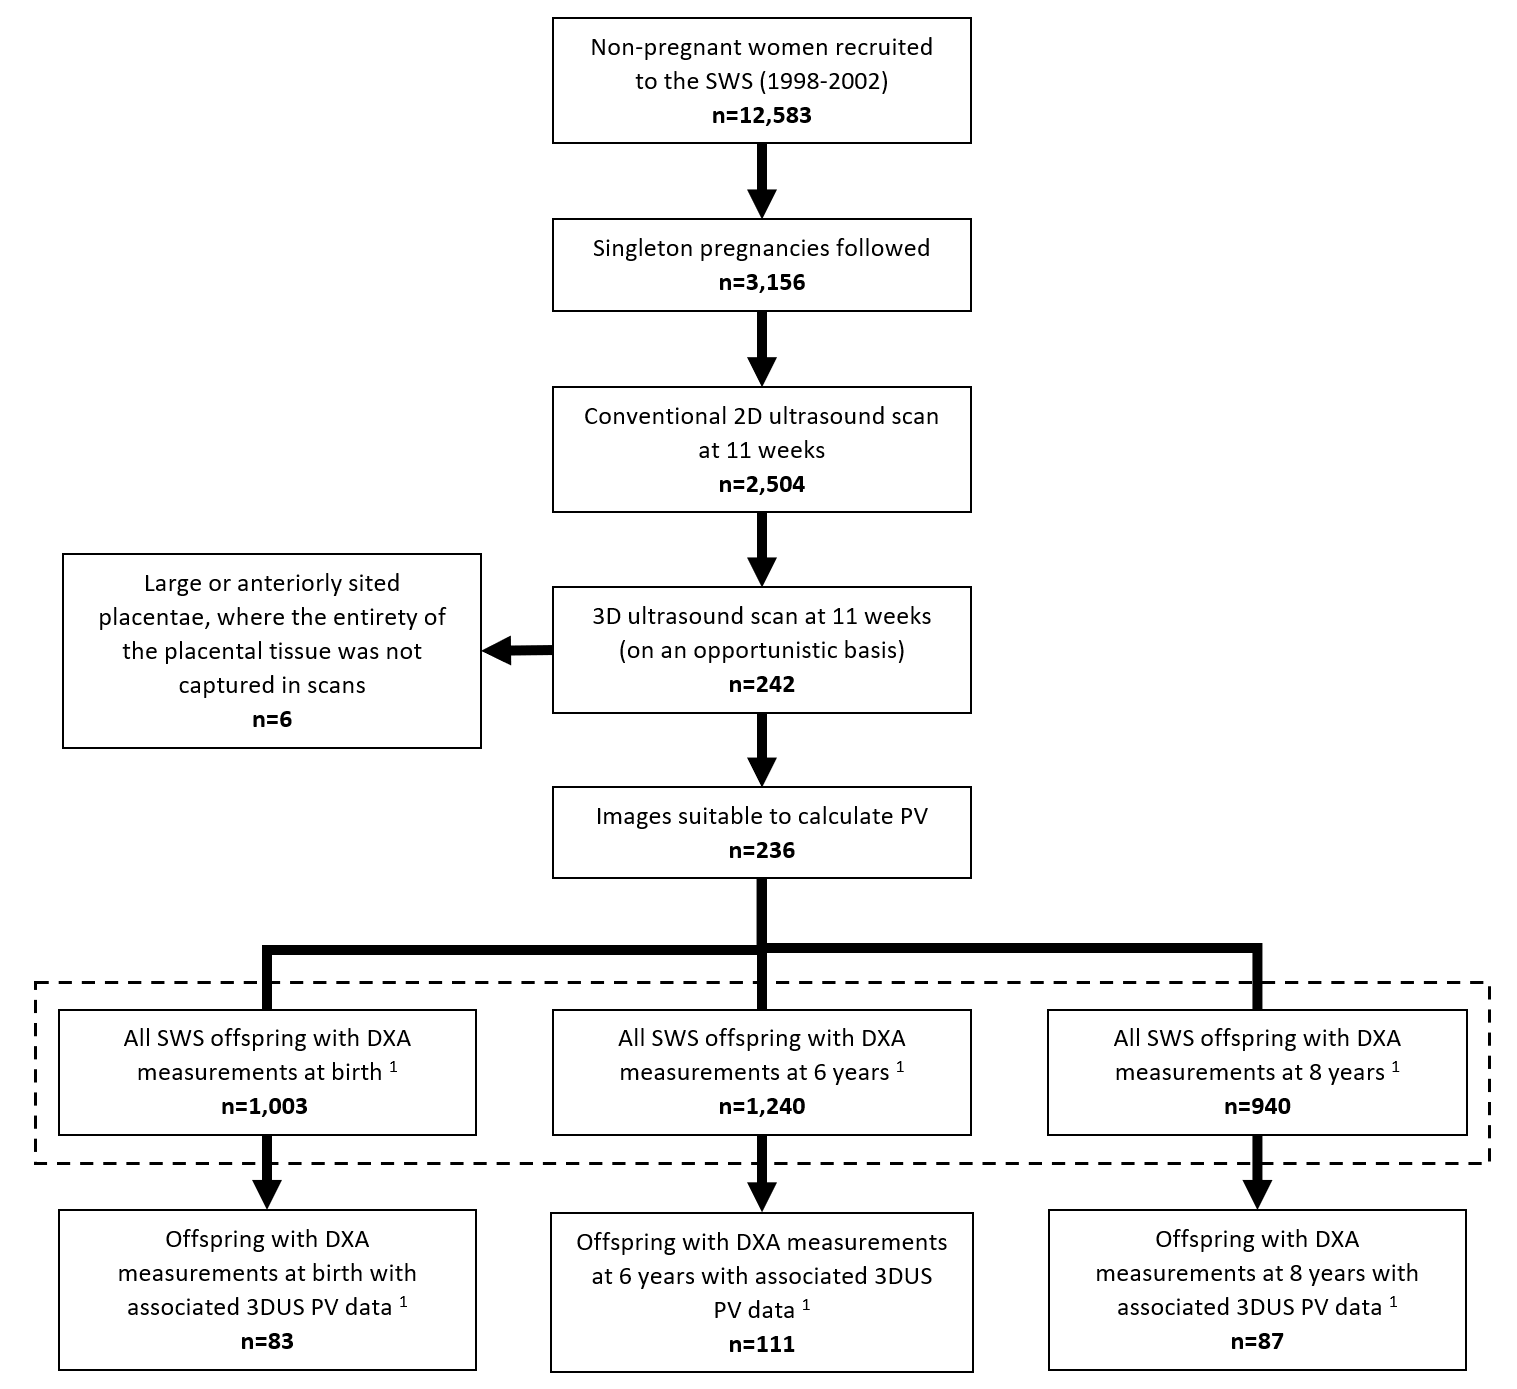 Non-pregnant women recruited
to the SWS (1998-2002)
n=12,583
Singleton pregnancies followed
n=3,156
Conventional 2D ultrasound scan
at 11 weeks
n=2,504
Large or anteriorly sited
placentae, where the entirety of
the placental tissue was not
captured in scans
n=6
3D ultrasound scan at 11 weeks
(on an opportunistic basis)
n=242
Images suitable to calculate PV
n=236
All SWS offspring with DXA
measurements at birth 1
n=1,003
All SWS offspring with DXA
measurements at 6 years 1
n=1,240
All SWS offspring with DXA
measurements at 8 years 1
n=940
Offspring with DXA
measurements at birth with
associated 3DUS PV data 1
n=83
Offspring with DXA measurements
at 6 years with associated 3DUS
PV data 1
n=111
Offspring with DXA
measurements at 8 years with
associated 3DUS PV data 1
n=87